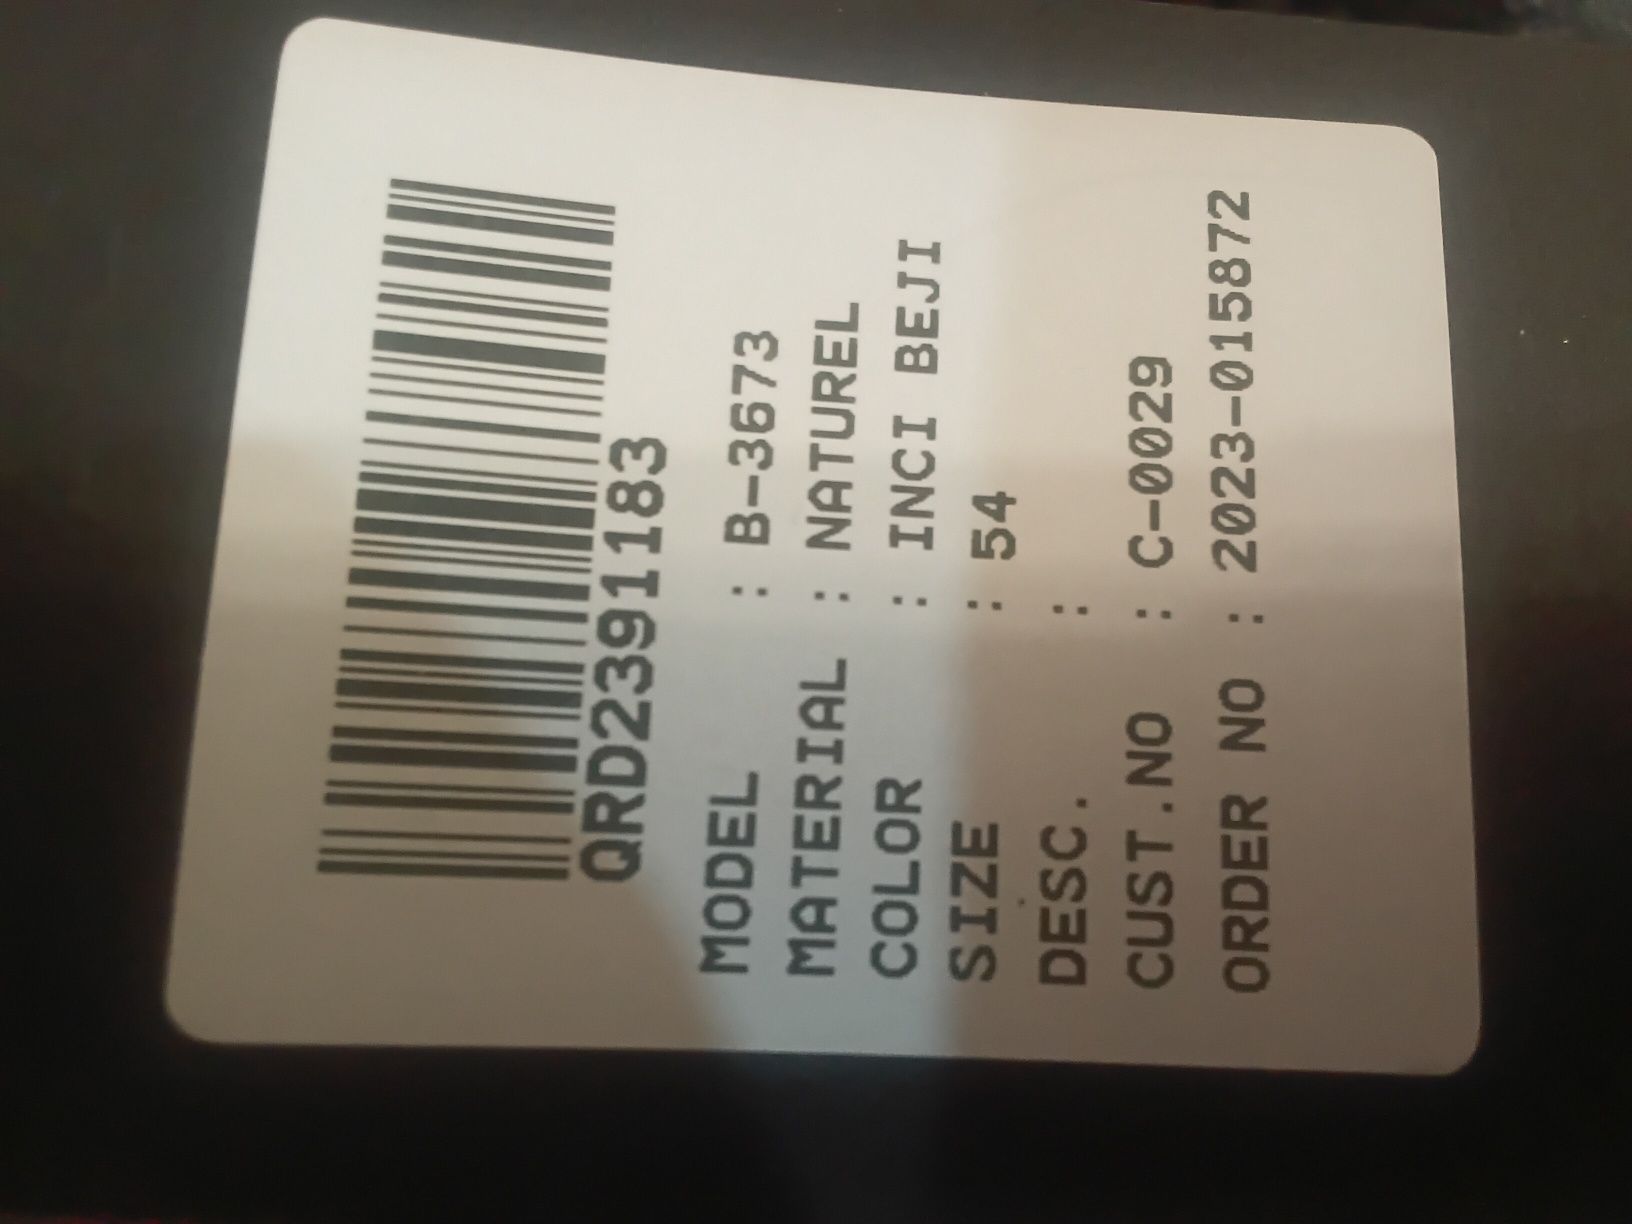 QRD2391183
MODEL : B-3673
MATERIAL : NATUREL
COLOR : INCI BEJI
SIZE : 54
DESC. :
CUST.NO : C-0029
ORDER NO : 2023-015872